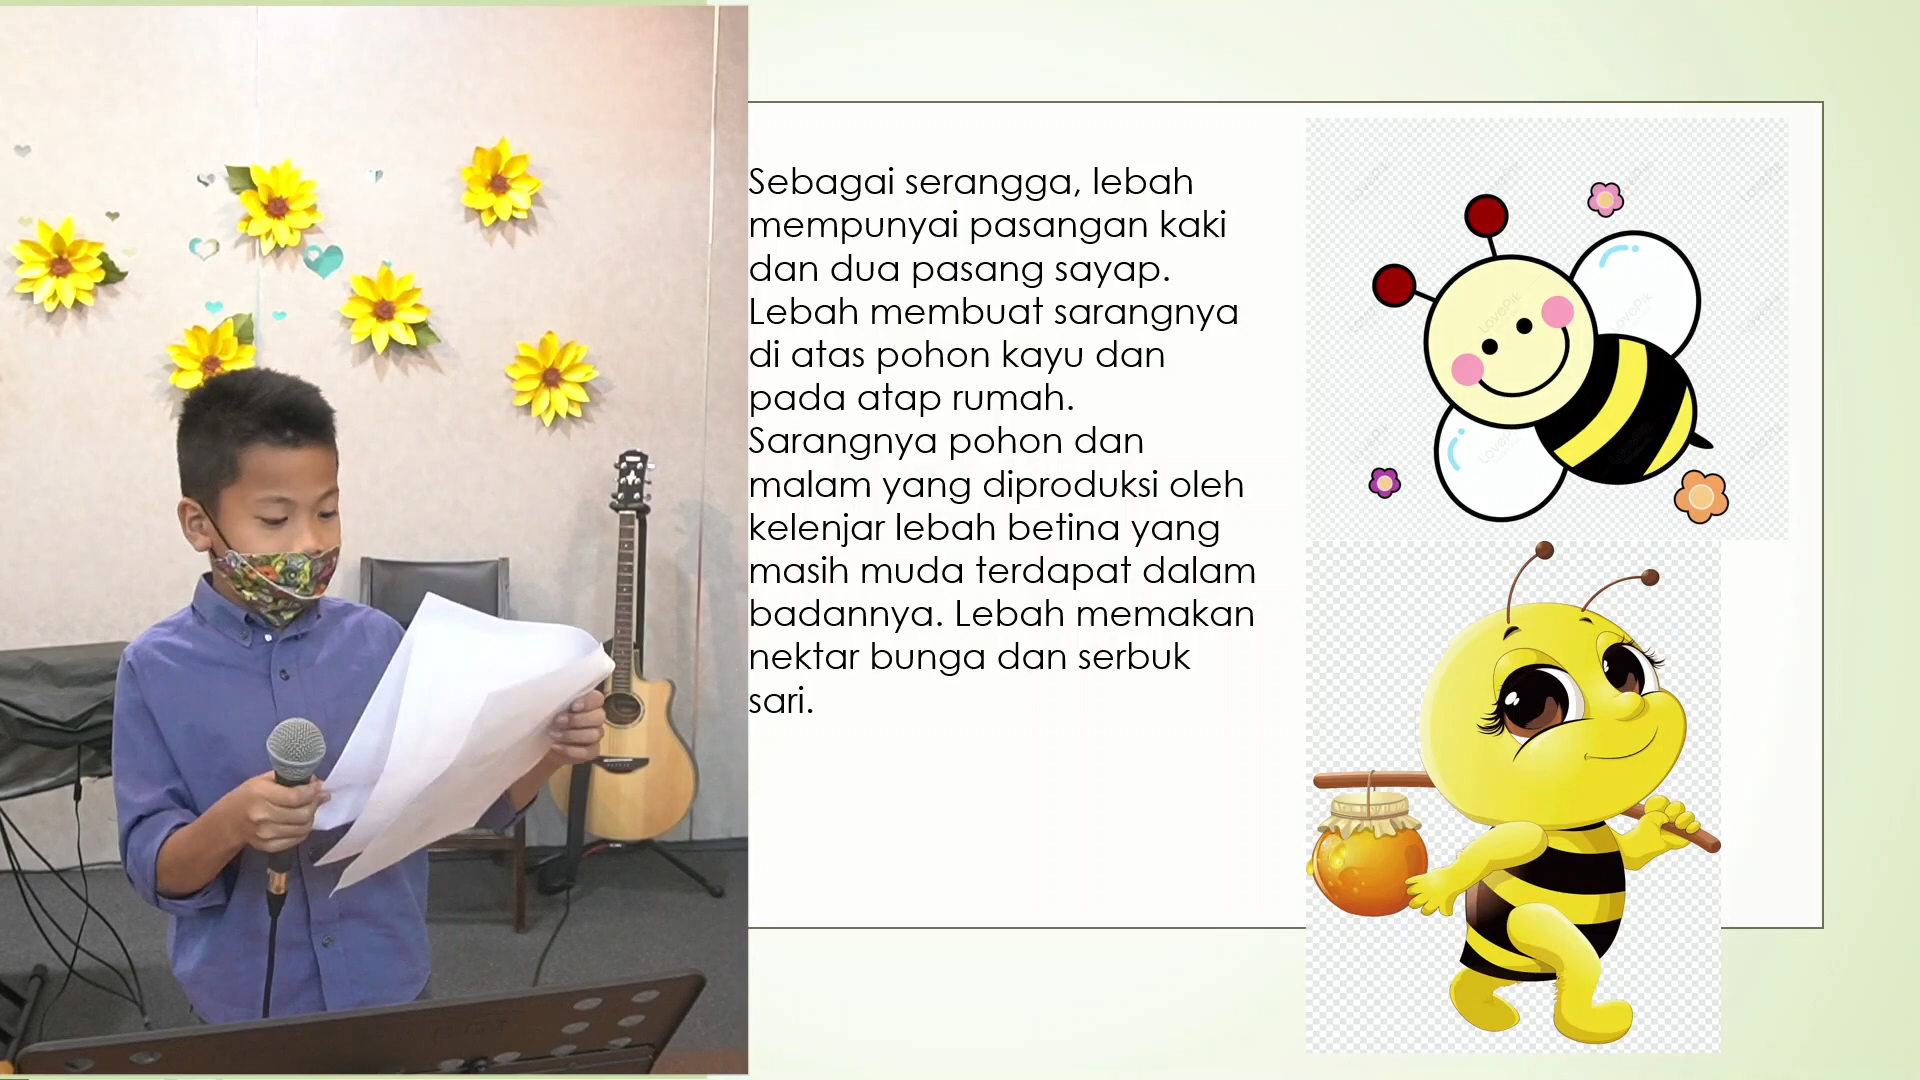 Sebagai serangga, lebah
mempunyai pasangan kaki
dan dua pasang sayap.
Lebah membuat sarangnya
di atas pohon kayu dan
pada atap rumah.
Sarangnya pohon dan
malam yang diproduksi oleh
kelenjar lebah betina yang
masih muda terdapat dalam
badannya. Lebah memakan
nektar bunga dan serbuk
sari.
LovePik
LovePik